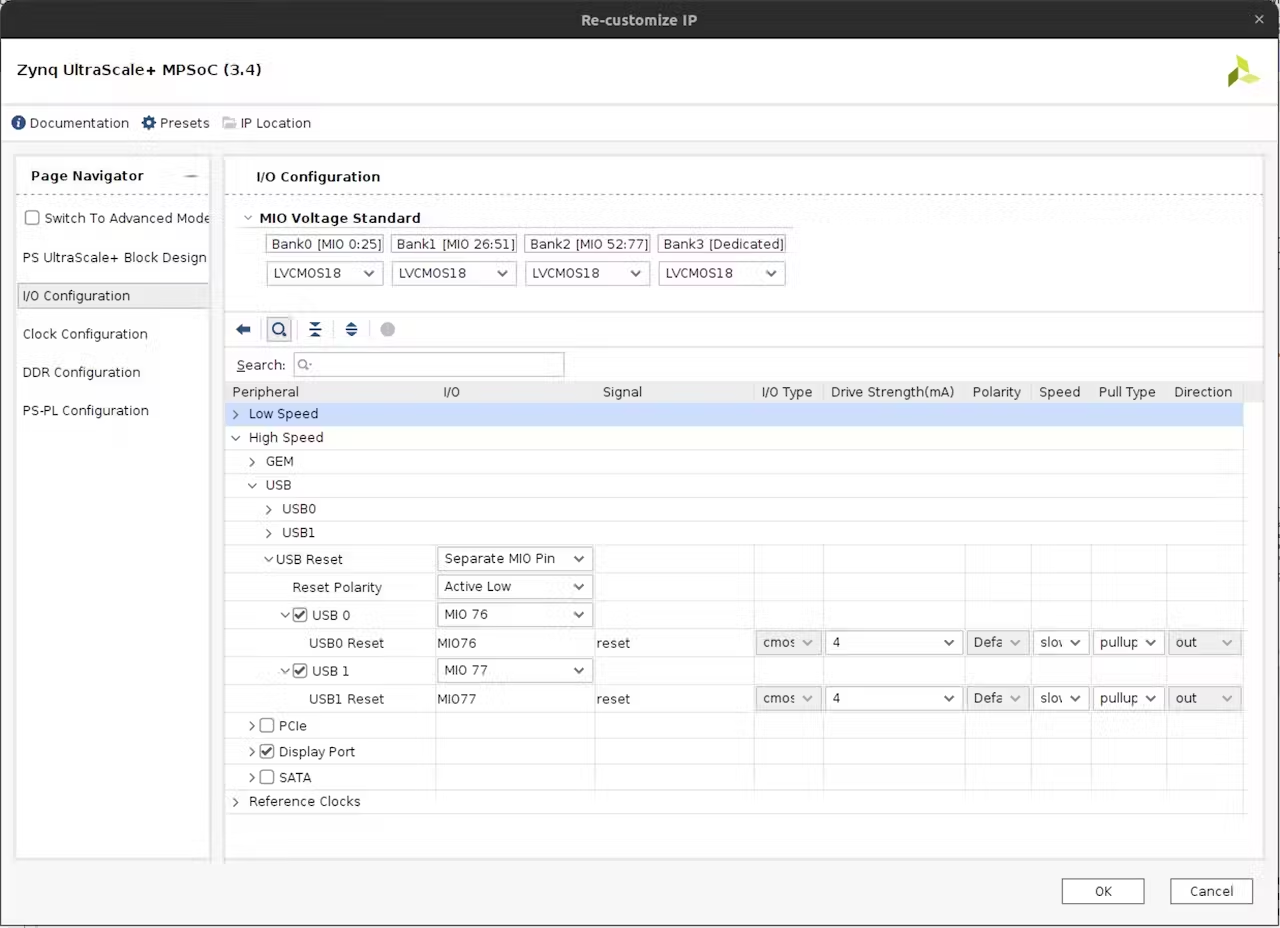 Re-customize IP
Zynq UltraScale+ MPSoC (3.4)
Documentation Presets IP Location
Page Navigator
Switch To Advanced Mode
PS UltraScale+ Block Design
I/O Configuration
Clock Configuration
DDR Configuration
PS-PL Configuration
I/O Configuration
MIO Voltage Standard
Bank0 [MIO 0:25] Bank1 [MIO 26:51] Bank2 [MIO 52:77] Bank3 [Dedicated]
LVCMOS18 LVCMOS18 LVCMOS18 LVCMOS18
Search:
Peripheral I/O Signal I/O Type Drive Strength(mA) Polarity Speed Pull Type Direction
Low Speed
High Speed
GEM
USB
USB0
USB1
USB Reset Separate MIO Pin
Reset Polarity Active Low
USB 0 MIO 76
USB0 Reset MIO76 reset cmos 4 Defa slov pullup out
USB 1 MIO 77
USB1 Reset MIO77 reset cmos 4 Defa slov pullup out
PCIe
Display Port
SATA
Reference Clocks
OK Cancel